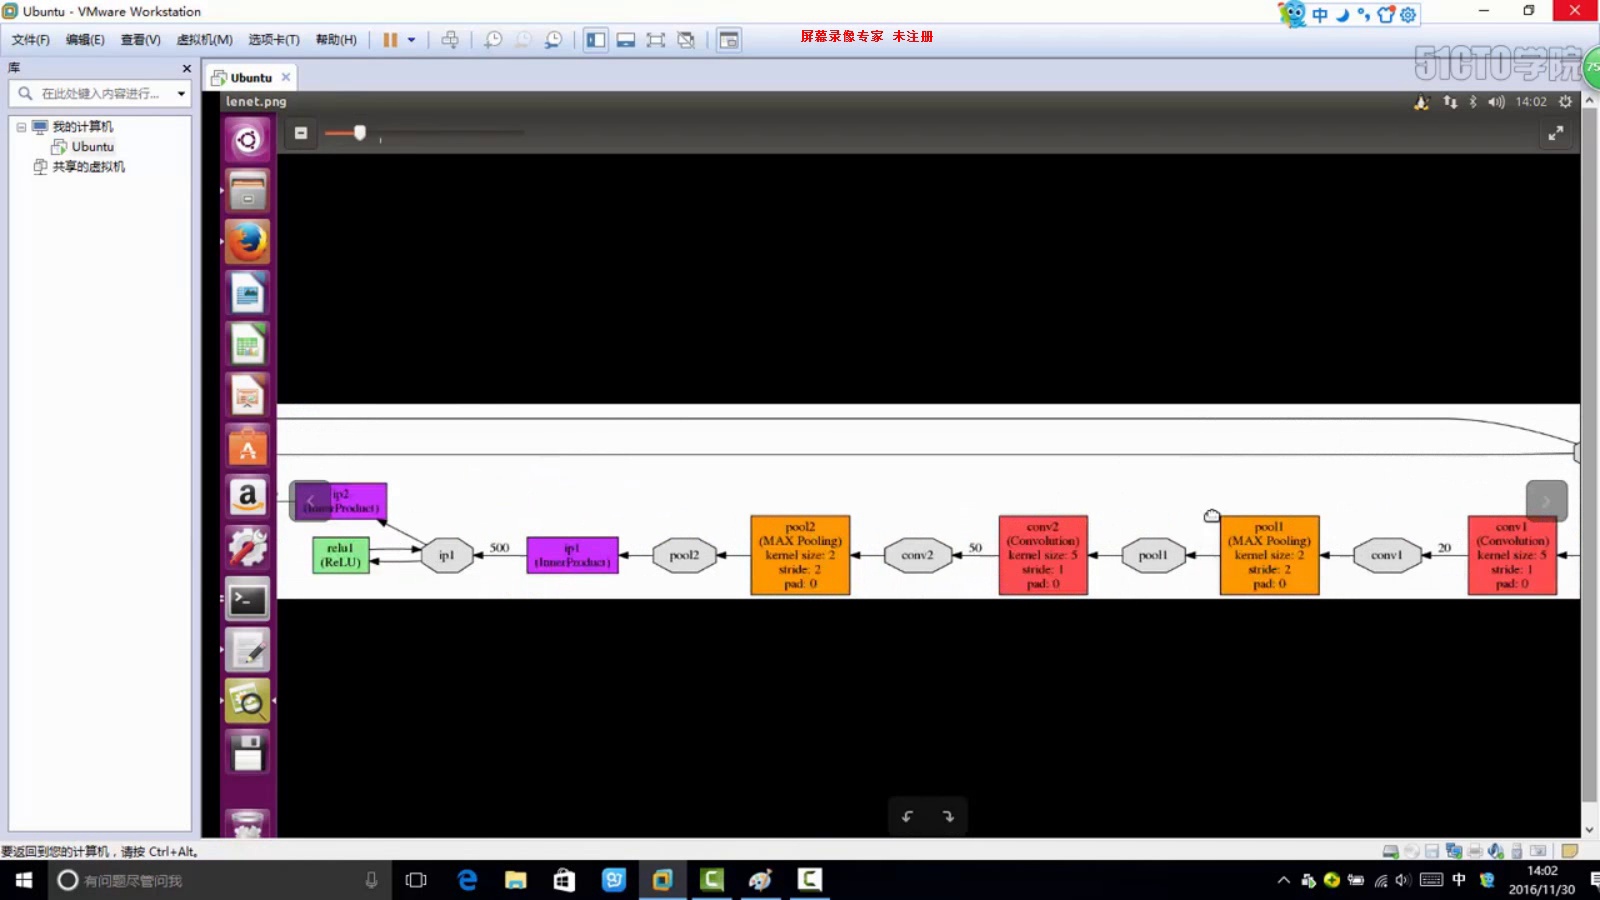 Ubuntu - VMware Workstation
中
文件(F) 编辑(E) 查看(V) 虚拟机(M) 选项卡(T) 帮助(H)
屏幕录像专家 未注册
51CTO学院
75
库
Ubuntu
在此处键入内容进行...
lenet.png
14:02
我的计算机
Ubuntu
共享的虚拟机
ip2
(InnerProduct)
relu1
(ReLU)
ip1
500
ip1
(InnerProduct)
pool2
pool2
(MAX Pooling)
kernel size: 2
stride: 2
pad: 0
conv2
50
conv2
(Convolution)
kernel size: 5
stride: 1
pad: 0
pool1
pool1
(MAX Pooling)
kernel size: 2
stride: 2
pad: 0
conv1
20
conv1
(Convolution)
kernel size: 5
stride: 1
pad: 0
要返回到您的计算机，请按 Ctrl+Alt。
有问题尽管问我
中
14:02
2016/11/30